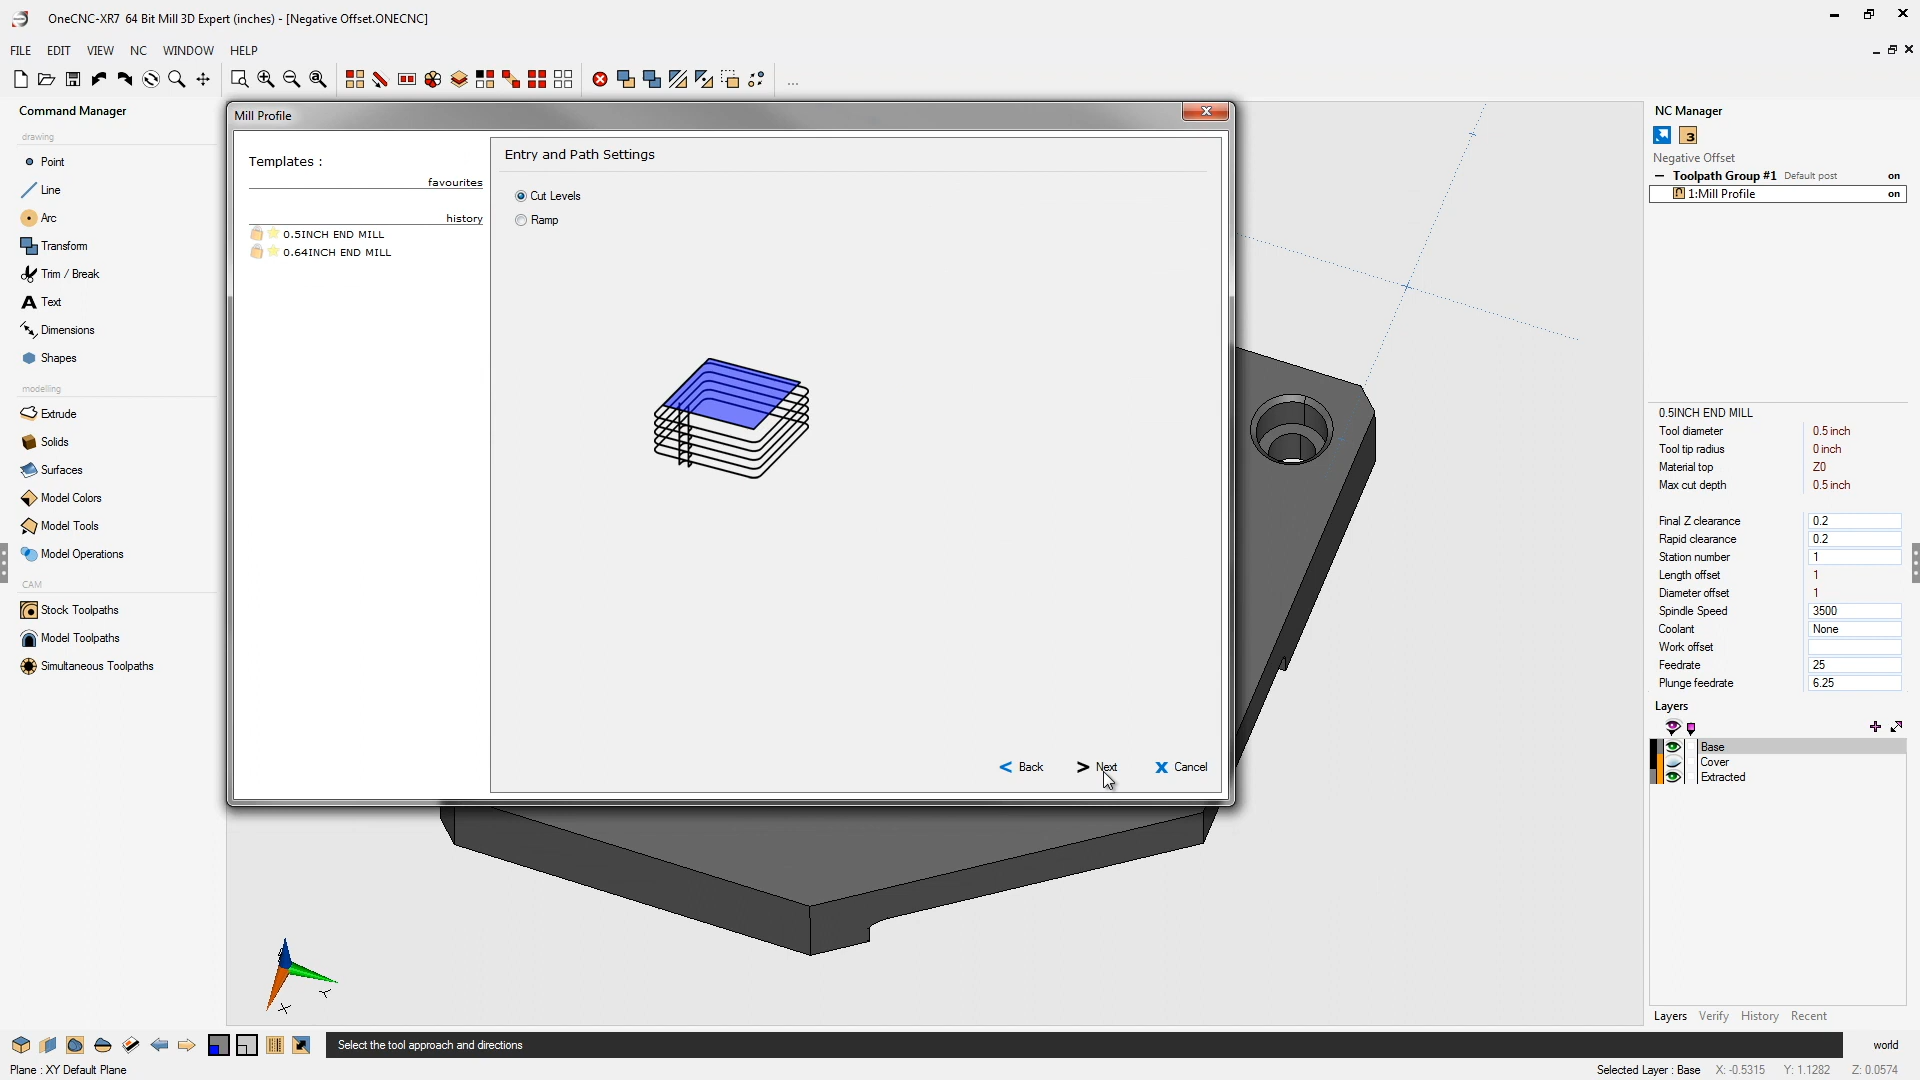 OneCNC-XR7 64 Bit Mill 3D Expert (inches) - [Negative Offset.ONECNC]
FILE EDIT VIEW NC WINDOW HELP
...
Command Manager
drawing
Point
Line
Arc
Transform
Trim / Break
Text
Dimensions
Shapes
modelling
Extrude
Solids
Surfaces
Model Colors
Model Tools
Model Operations
CAM
Stock Toolpaths
Model Toolpaths
Simultaneous Toolpaths
Mill Profile
Templates :
favourites
history
0.5INCH END MILL
0.64INCH END MILL
Entry and Path Settings
Cut Levels
Ramp
< Back > Next X Cancel
X Y
NC Manager
3
Negative Offset
Toolpath Group #1 Default post on
1:Mill Profile on
0.5INCH END MILL
Tool diameter 0.5 inch
Tool tip radius 0 inch
Material top Z0
Max cut depth 0.5 inch
Final Z clearance 0.2
Rapid clearance 0.2
Station number 1
Length offset 1
Diameter offset 1
Spindle Speed 3500
Coolant None
Work offset
Feedrate 25
Plunge feedrate 6.25
Layers
Base
Cover
Extracted
Layers Verify History Recent
Select the tool approach and directions
world
Plane : XY Default Plane
Selected Layer : Base X: -0.5315 Y: 1.1282 Z: 0.0574